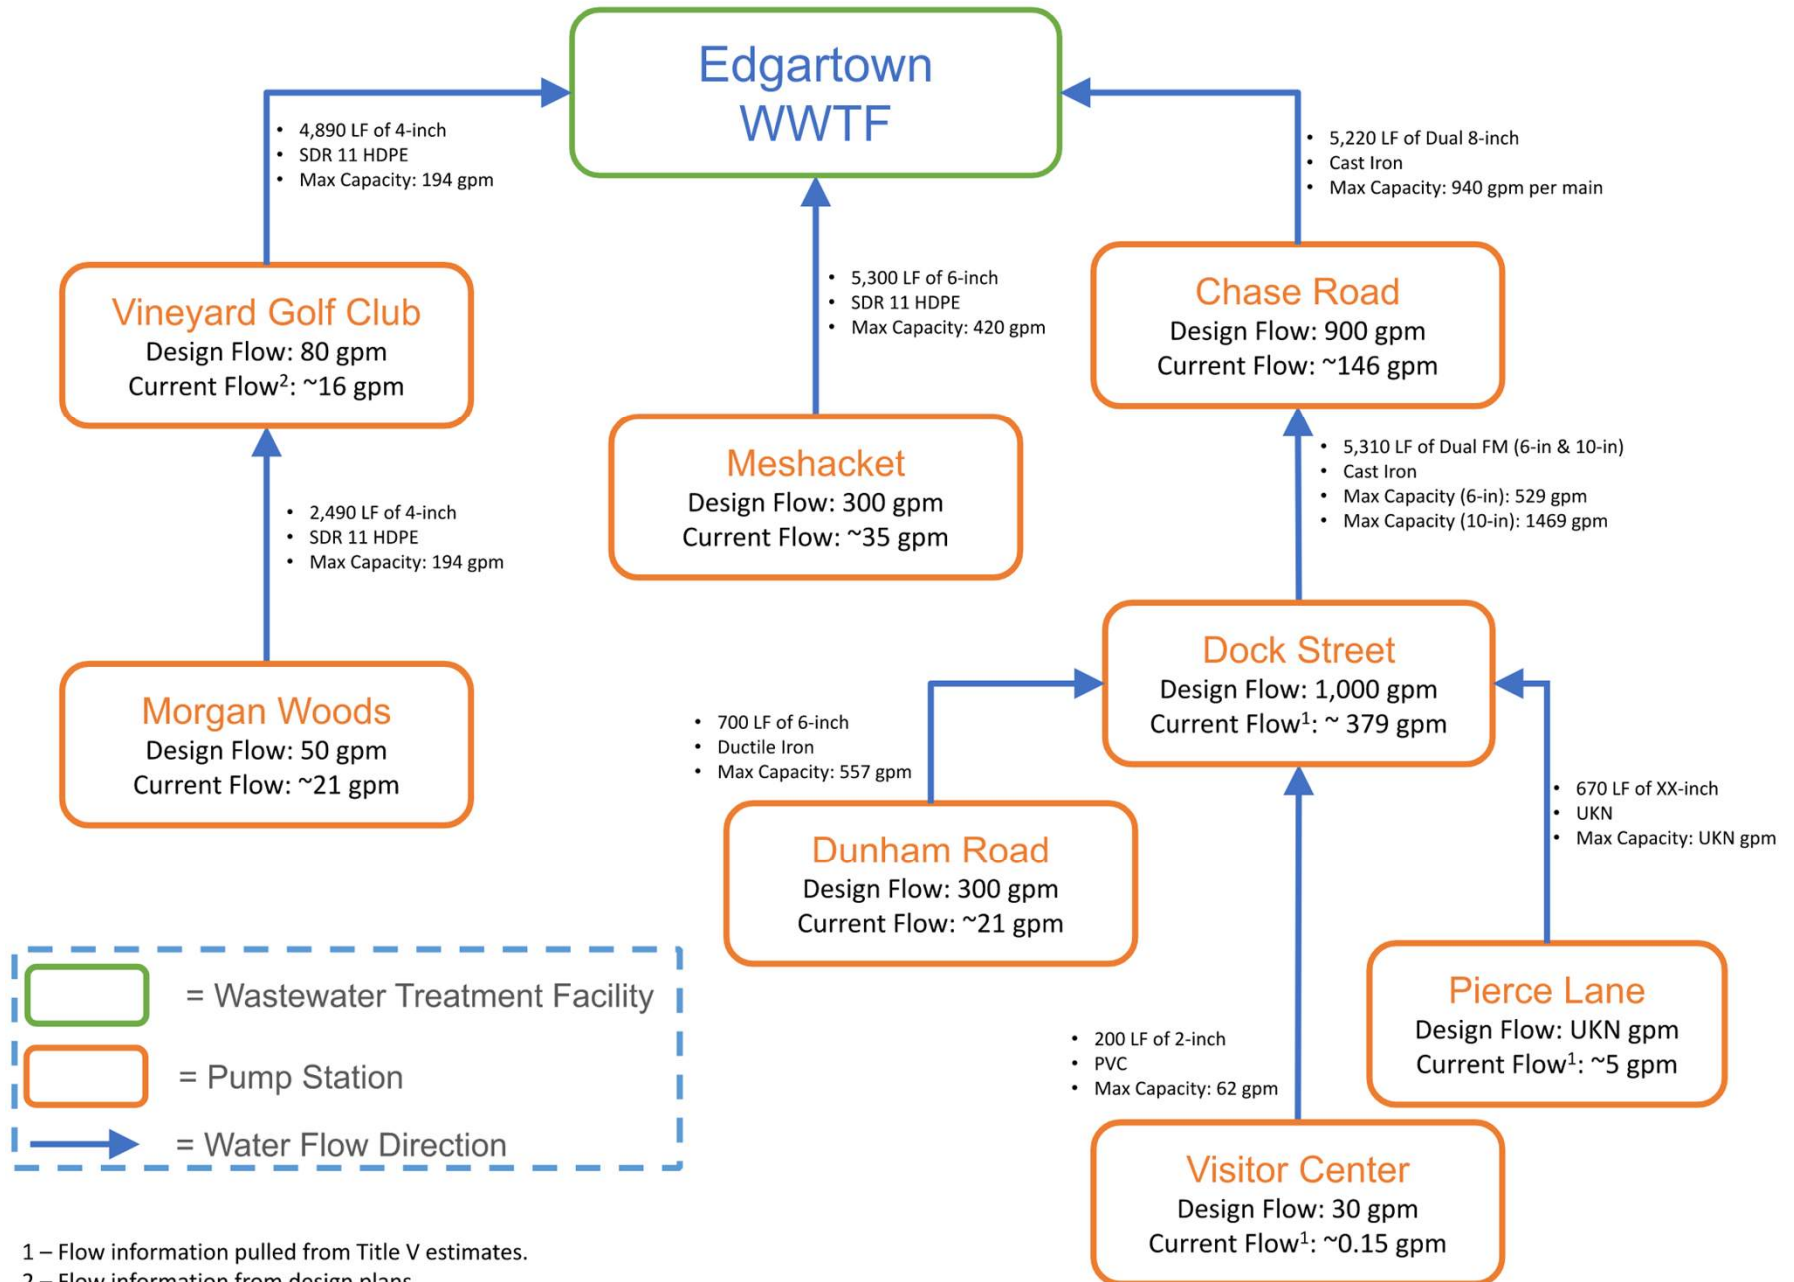 Edgartown
WWTF
• 4,890 LF of 4-inch
• SDR 11 HDPE
• Max Capacity: 194 gpm
• 5,220 LF of Dual 8-inch
• Cast Iron
• Max Capacity: 940 gpm per main
• 5,300 LF of 6-inch
• SDR 11 HDPE
• Max Capacity: 420 gpm
Vineyard Golf Club
Design Flow: 80 gpm
Current Flow²: ~16 gpm
Chase Road
Design Flow: 900 gpm
Current Flow: ~146 gpm
Meshacket
Design Flow: 300 gpm
Current Flow: ~35 gpm
• 5,310 LF of Dual FM (6-in & 10-in)
• Cast Iron
• Max Capacity (6-in): 529 gpm
• Max Capacity (10-in): 1469 gpm
• 2,490 LF of 4-inch
• SDR 11 HDPE
• Max Capacity: 194 gpm
Dock Street
Design Flow: 1,000 gpm
Current Flow¹: ~ 379 gpm
Morgan Woods
Design Flow: 50 gpm
Current Flow: ~21 gpm
• 700 LF of 6-inch
• Ductile Iron
• Max Capacity: 557 gpm
• 670 LF of XX-inch
• UKN
• Max Capacity: UKN gpm
Dunham Road
Design Flow: 300 gpm
Current Flow: ~21 gpm
Pierce Lane
Design Flow: UKN gpm
Current Flow¹: ~5 gpm
• 200 LF of 2-inch
• PVC
• Max Capacity: 62 gpm
Visitor Center
Design Flow: 30 gpm
Current Flow¹: ~0.15 gpm
= Wastewater Treatment Facility
= Pump Station
= Water Flow Direction
1 – Flow information pulled from Title V estimates.
2 – Flow information from design plans